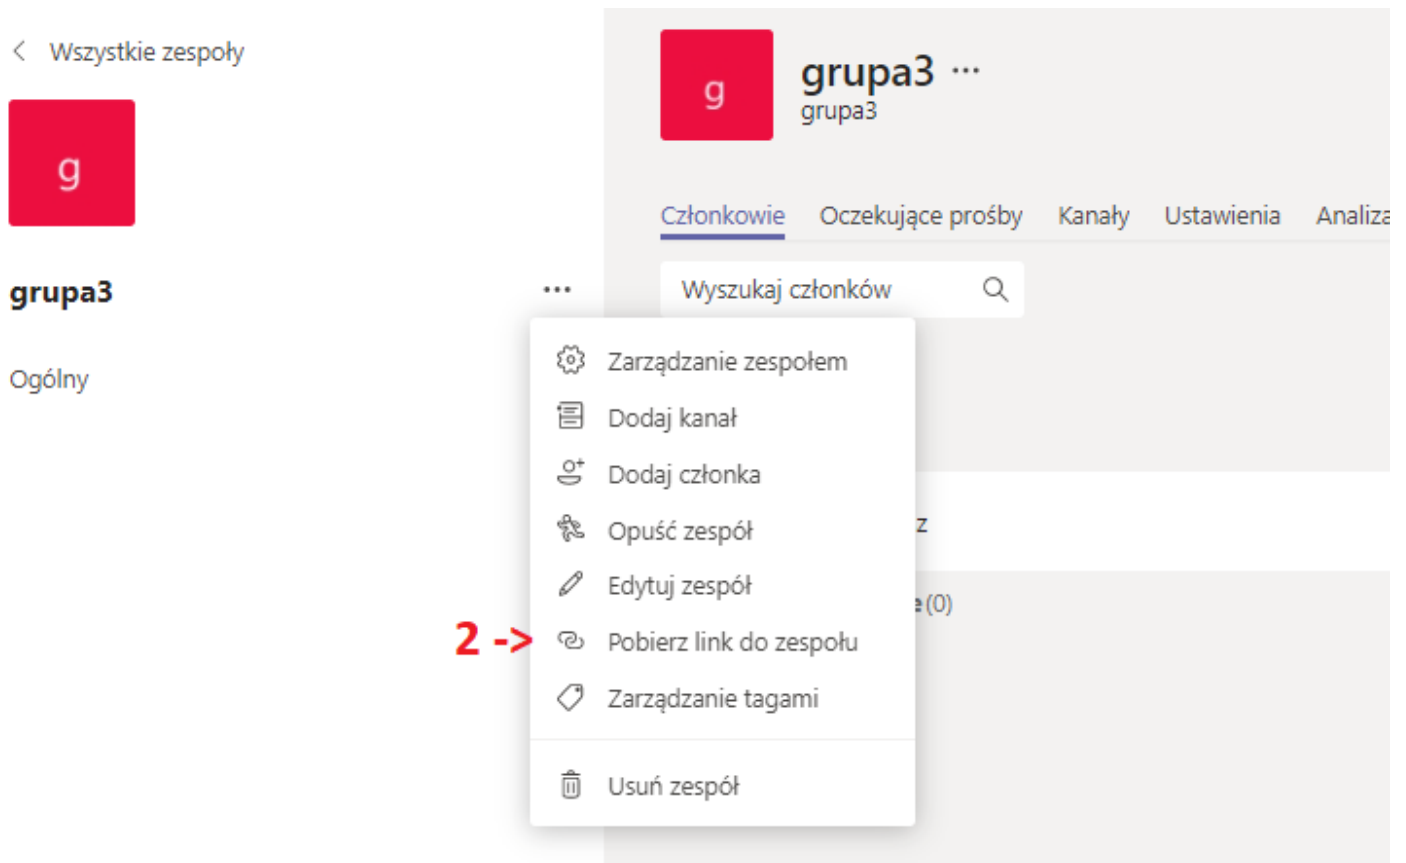 Wszystkie zespoły
g
grupa3
Ogólny
g
grupa3
grupa3
Członkowie Oczekujące prośby Kanały Ustawienia Analiza
Wyszukaj członków
Zarządzanie zespołem
Dodaj kanał
Dodaj członka
Opuść zespół
Edytuj zespół
2 -> Pobierz link do zespołu
Zarządzanie tagami
Usuń zespół
z
e (0)